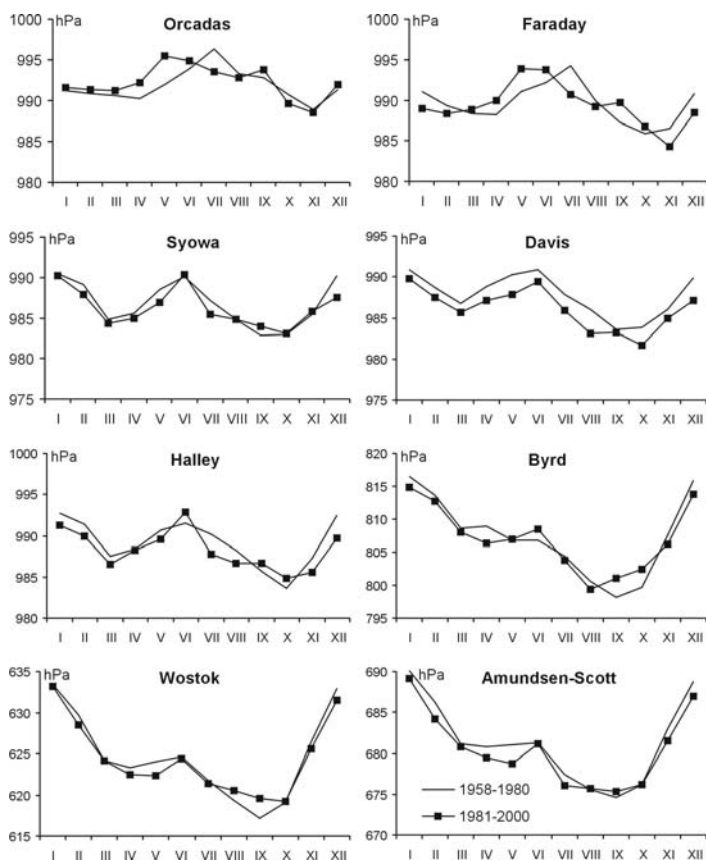 Orcadas
hPa
1000
995
990
985
980
I II III IV V VI VII VIII IX X XI XII
Faraday
hPa
1000
995
990
985
980
I II III IV V VI VII VIII IX X XI XII
Syowa
hPa
995
990
985
980
975
I II III IV V VI VII VIII IX X XI XII
Davis
hPa
995
990
985
980
975
I II III IV V VI VII VIII IX X XI XII
Halley
hPa
1000
995
990
985
980
I II III IV V VI VII VIII IX X XI XII
Byrd
hPa
820
815
810
805
800
795
I II III IV V VI VII VIII IX X XI XII
Wostok
hPa
635
630
625
620
615
I II III IV V VI VII VIII IX X XI XII
Amundsen-Scott
hPa
690
685
680
675
670
1958-1980
1981-2000
I II III IV V VI VII VIII IX X XI XII